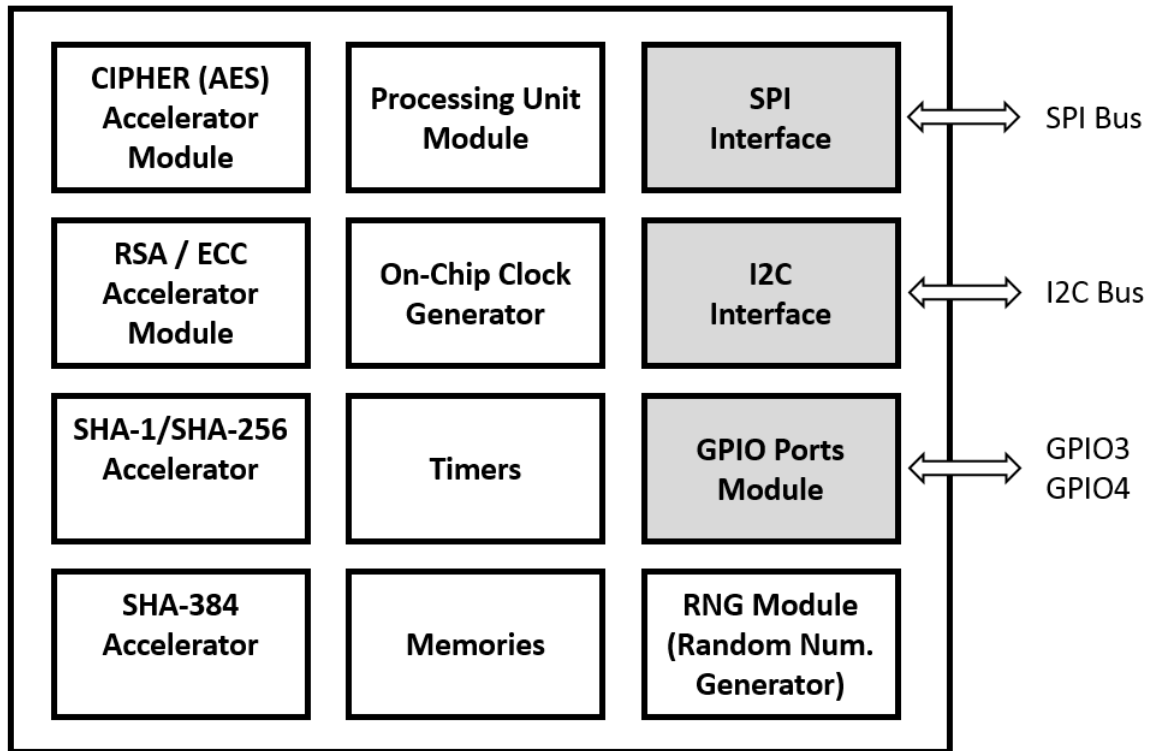 CIPHER (AES)
Accelerator
Module
Processing Unit
Module
SPI
Interface
SPI Bus
RSA / ECC
Accelerator
Module
On-Chip Clock
Generator
I2C
Interface
I2C Bus
SHA-1/SHA-256
Accelerator
Timers
GPIO Ports
Module
GPIO3
GPIO4
SHA-384
Accelerator
Memories
RNG Module
(Random Num.
Generator)